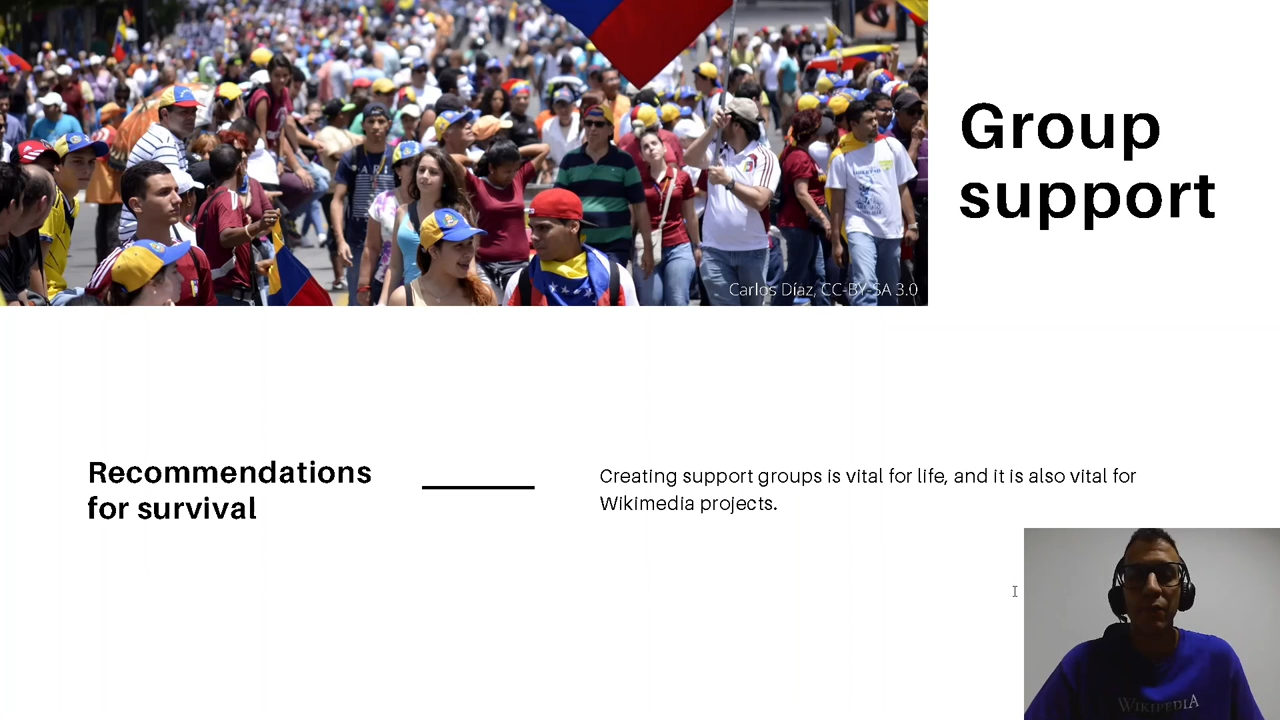 Group
support
Carlos Díaz, CC-BY-SA 3.0
Recommendations
for survival
Creating support groups is vital for life, and it is also vital for
Wikimedia projects.
WIKIPEDIA